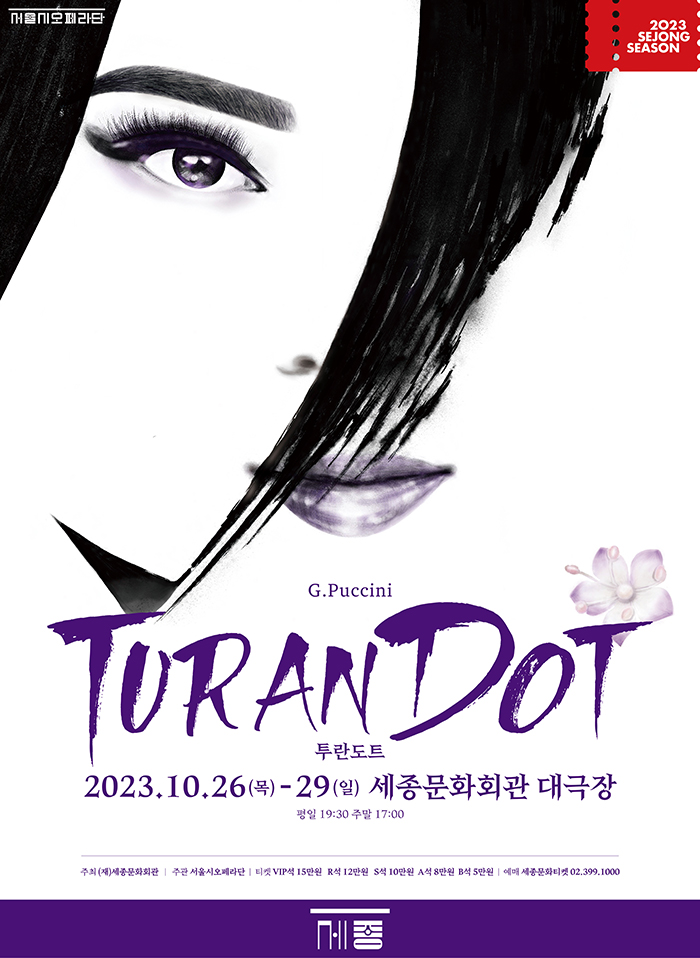 서울시오페라단
2023
SEJONG
SEASON
G.Puccini
TURANDOT
투란도트
2023.10.26(목) - 29(일) 세종문화회관 대극장
평일 19:30 주말 17:00
주최 (재)세종문화회관 | 주관 서울시오페라단 | 티켓 VIP석 15만원 R석 12만원 S석 10만원 A석 8만원 B석 5만원 | 예매 세종문화티켓 02.399.1000
세종